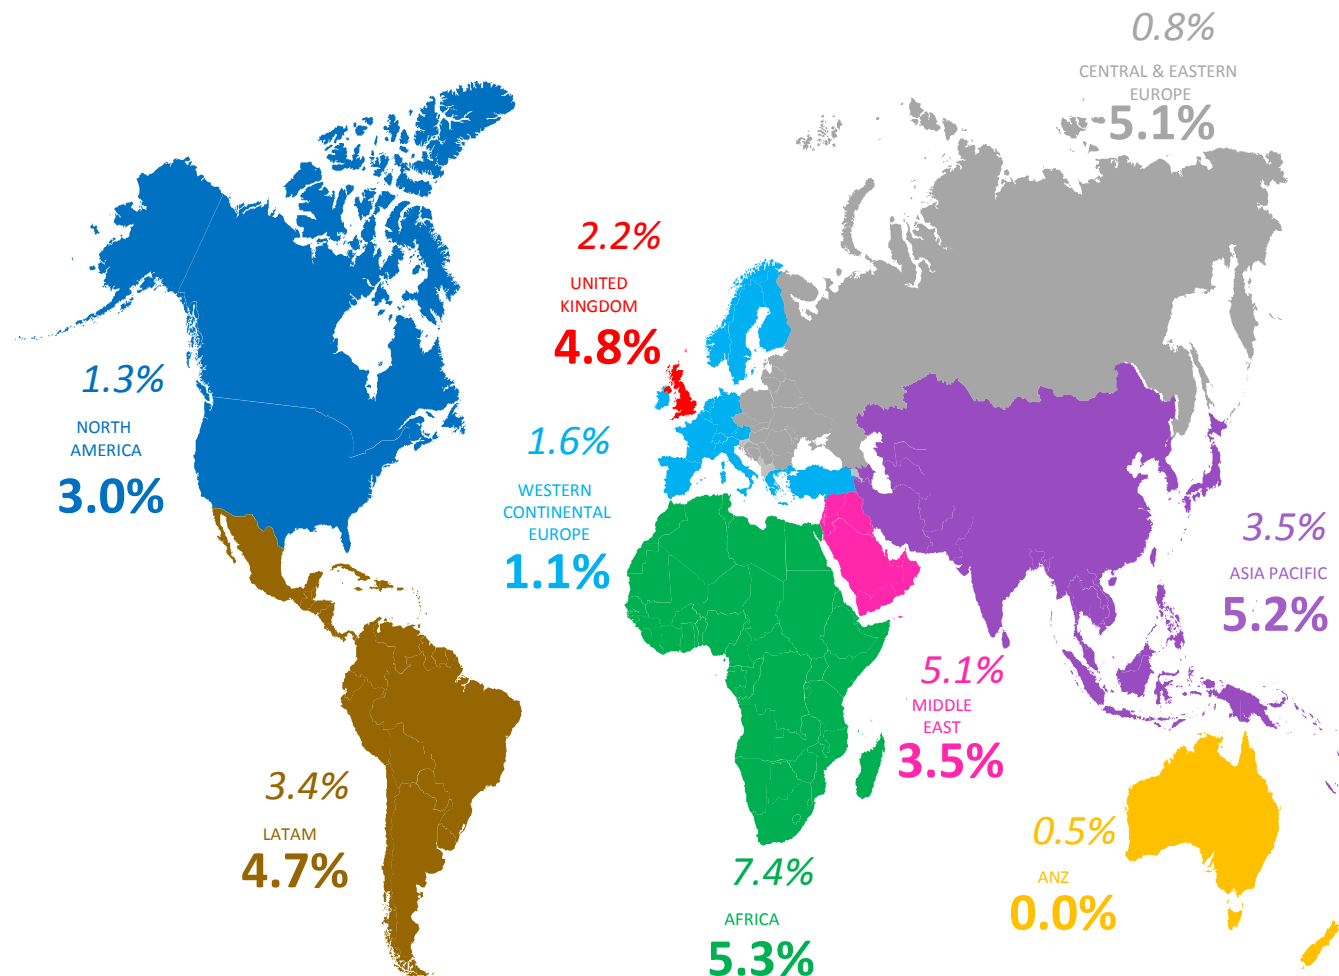 0.8%
CENTRAL & EASTERN
EUROPE
5.1%
2.2%
UNITED
KINGDOM
4.8%
1.3%
NORTH
AMERICA
3.0%
1.6%
WESTERN
CONTINENTAL
EUROPE
1.1%
3.5%
ASIA PACIFIC
5.2%
5.1%
MIDDLE
EAST
3.5%
3.4%
LATAM
4.7%
0.5%
ANZ
0.0%
7.4%
AFRICA
5.3%